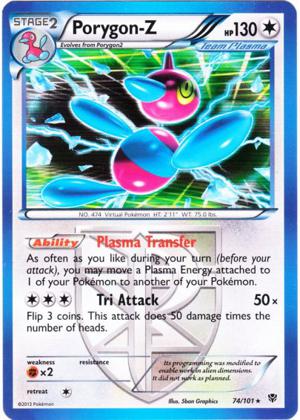 STAGE2
Porygon-Z
HP 130
Evolves from Porygon2
Team Plasma
NO. 474 Virtual Pokémon HT: 2'11" WT: 75.0 lbs.
Ability Plasma Transfer
As often as you like during your turn (before your
attack), you may move a Plasma Energy attached to
1 of your Pokémon to another of your Pokémon.
Tri Attack 50×
Flip 3 coins. This attack does 50 damage times the
number of heads.
weakness resistance
×2
retreat
Its programming was modified to
enable work in alien dimensions.
It did not work as planned.
Illus. 5ban Graphics 74/101 ★
©2013 Pokémon